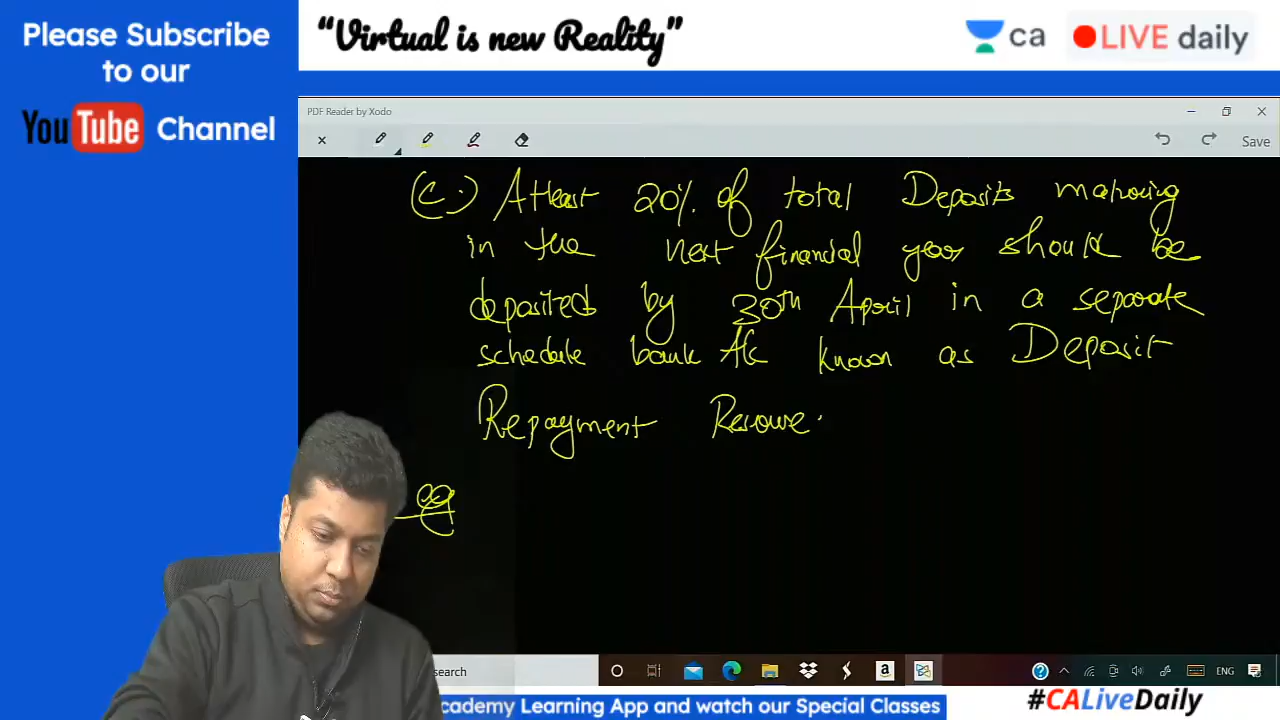 Please Subscribe
to our
YouTube Channel
“Virtual is new Reality”
ca
LIVE daily
PDF Reader by Xodo
Save
(C.) Atleast 20% of total Deposits maturing
in the next financial year should be
deposited by 30th April in a separate
schedule bank A/c known as Deposit
Repayment Reserve.
eg
search
ENG
cademy Learning App and watch our Special Classes
#CALiveDaily